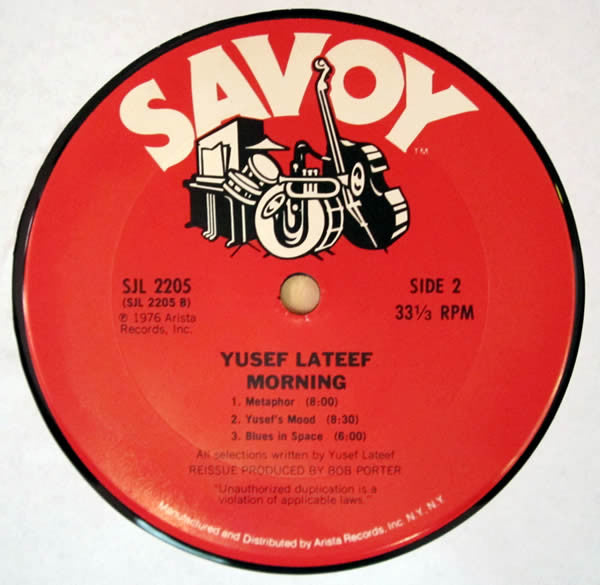 SAVOY
TM
SJL 2205
(SJL 2205 B)
℗ 1976 Arista
Records, Inc.
SIDE 2
33⅓ RPM
YUSEF LATEEF
MORNING
1. Metaphor (8:00)
2. Yusef's Mood (8:30)
3. Blues in Space (6:00)
All selections written by Yusef Lateef
REISSUE PRODUCED BY BOB PORTER
"Unauthorized duplication is a
violation of applicable laws."
Manufactured and Distributed by Arista Records, Inc. N.Y. N.Y.